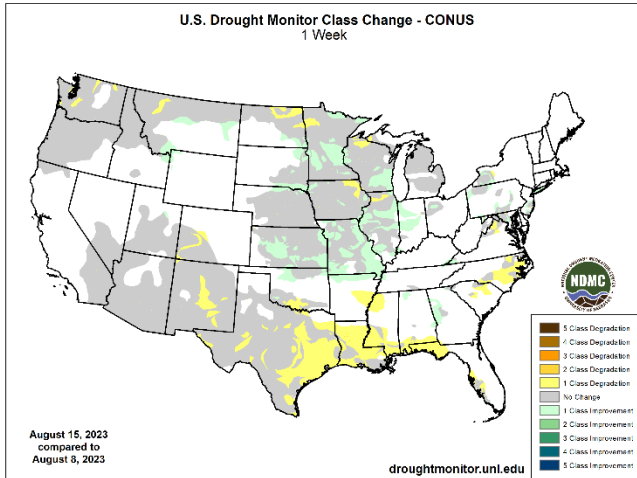 U.S. Drought Monitor Class Change - CONUS
1 Week
NDMC
5 Class Degradation
4 Class Degradation
3 Class Degradation
2 Class Degradation
1 Class Degradation
No Change
1 Class Improvement
2 Class Improvement
3 Class Improvement
4 Class Improvement
5 Class Improvement
August 15, 2023
compared to
August 8, 2023
droughtmonitor.unl.edu